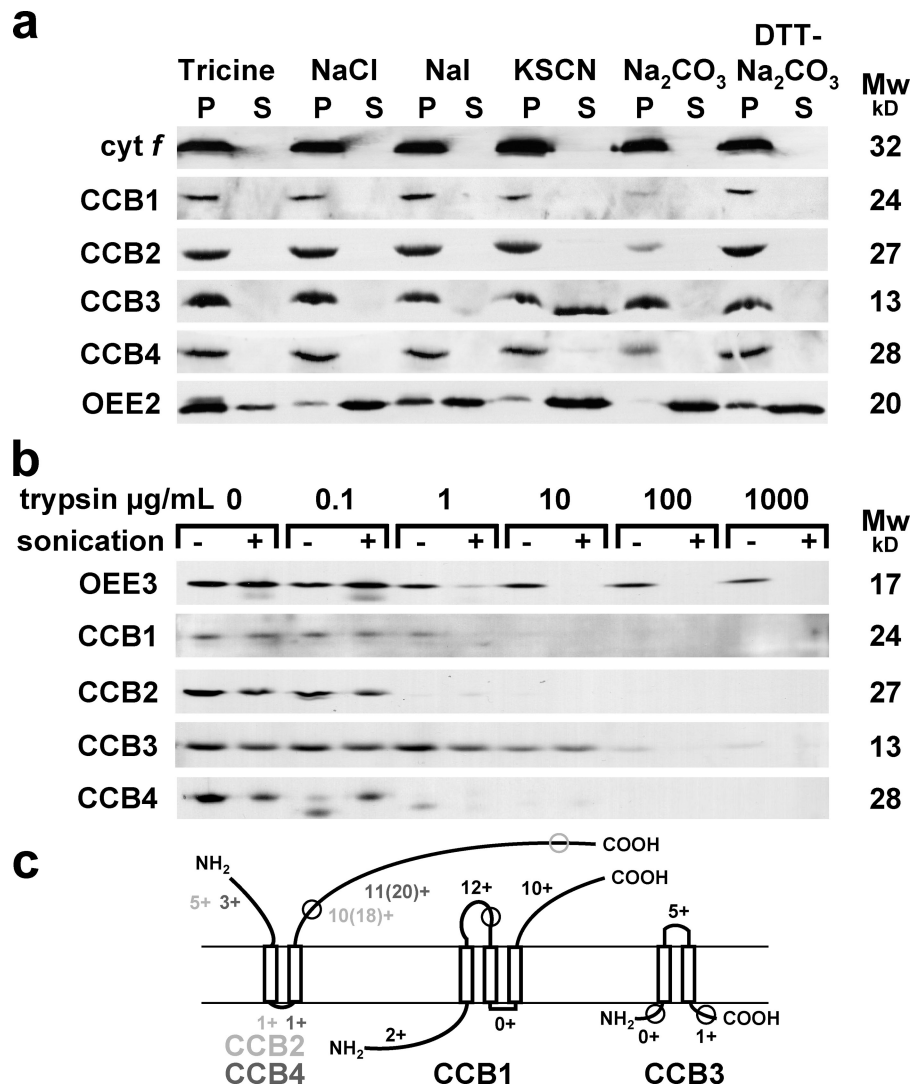 a
Tricine NaCl NaI KSCN Na2CO3 DTT-Na2CO3 Mw kD
P S P S P S P S P S P S
cyt f 32
CCB1 24
CCB2 27
CCB3 13
CCB4 28
OEE2 20
b
trypsin µg/mL 0 0.1 1 10 100 1000 Mw kD
sonication - + - + - + - + - + - +
OEE3 17
CCB1 24
CCB2 27
CCB3 13
CCB4 28
c
NH2 COOH
5+ 3+ 11(20)+ 12+ 10+ COOH
10(18)+ 5+
1+ 1+ NH2 2+ 0+ NH2 0+ 1+ COOH
CCB2
CCB4 CCB1 CCB3